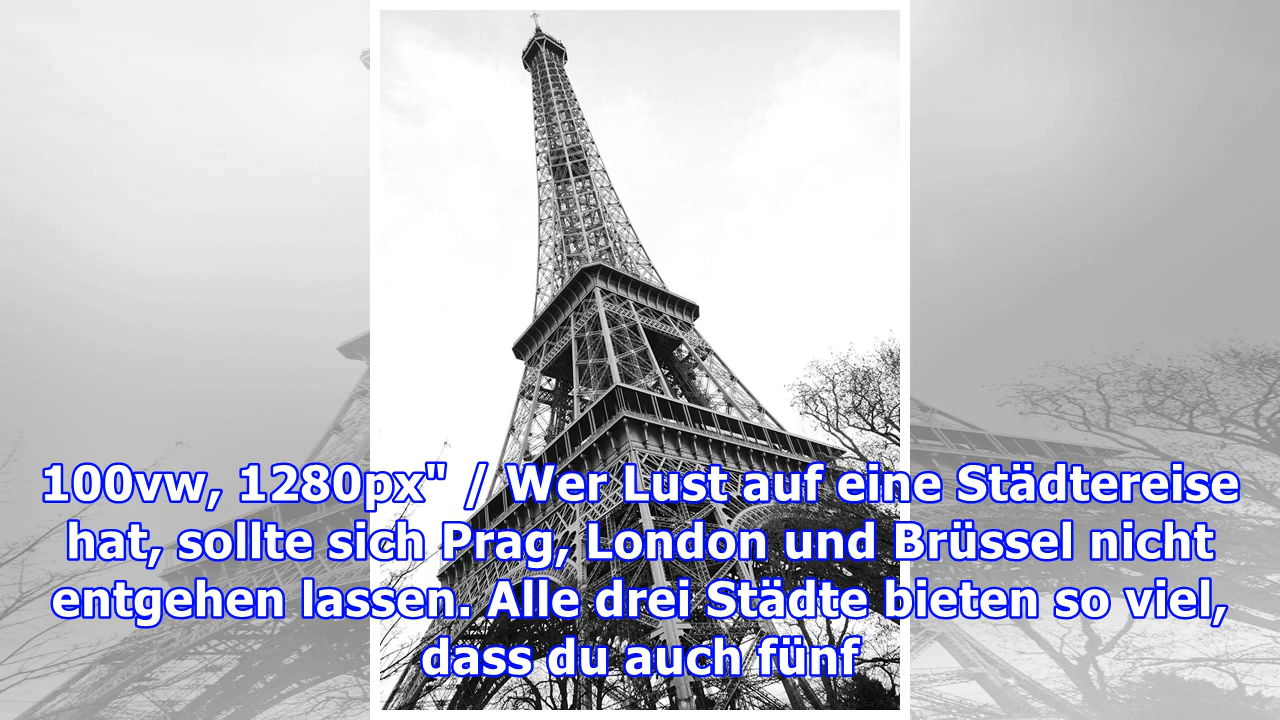 100vw, 1280px" / Wer Lust auf eine Städtereise
hat, sollte sich Prag, London und Brüssel nicht
entgehen lassen. Alle drei Städte bieten so viel,
dass du auch fünf